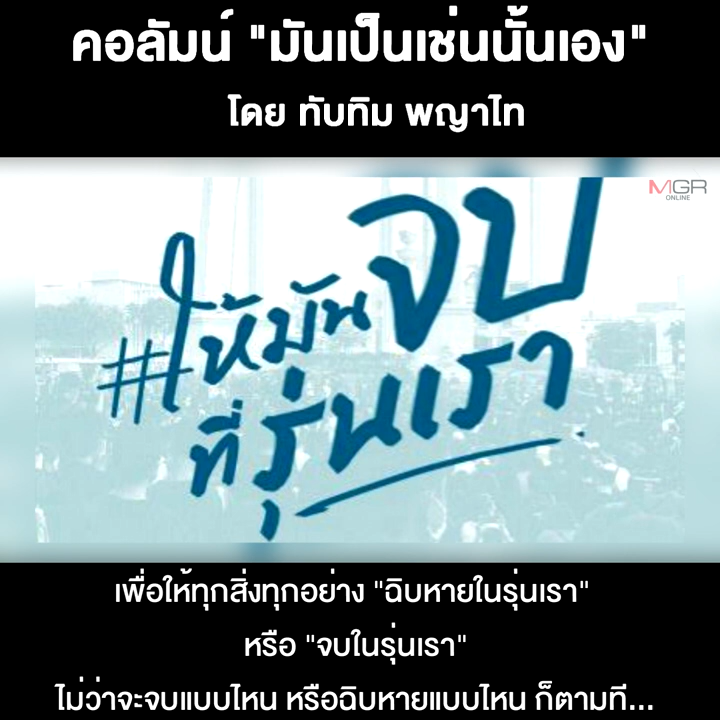 คอลัมน์ "มันเป็นเช่นนั้นเอง"
โดย ทับทิม พญาไท
MGR
ONLINE
#ให้มันจบ
ที่รุ่นเรา
เพื่อให้ทุกสิ่งทุกอย่าง "ฉิบหายในรุ่นเรา"
หรือ "จบในรุ่นเรา"
ไม่ว่าจะจบแบบไหน หรือฉิบหายแบบไหน ก็ตามที...